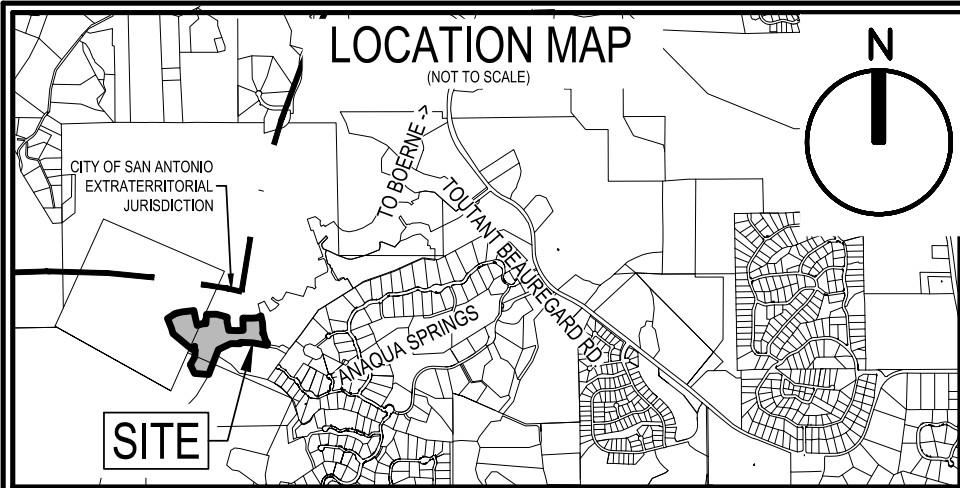 LOCATION MAP
(NOT TO SCALE)
N
CITY OF SAN ANTONIO
EXTRATERRITORIAL
JURISDICTION
TO BOERNE ->
TOUTANT BEAUREGARD RD
ANAQUA SPRINGS
SITE